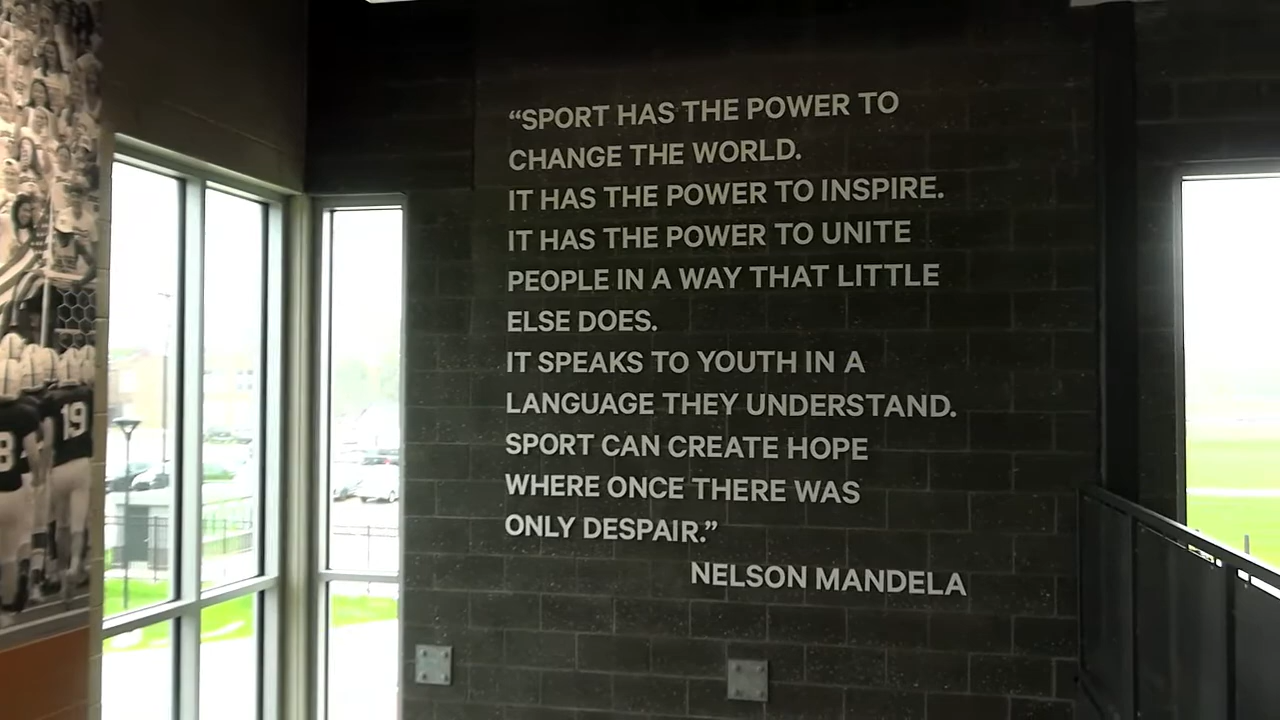 “SPORT HAS THE POWER TO
CHANGE THE WORLD.
IT HAS THE POWER TO INSPIRE.
IT HAS THE POWER TO UNITE
PEOPLE IN A WAY THAT LITTLE
ELSE DOES.
IT SPEAKS TO YOUTH IN A
LANGUAGE THEY UNDERSTAND.
SPORT CAN CREATE HOPE
WHERE ONCE THERE WAS
ONLY DESPAIR.”
NELSON MANDELA
8
19